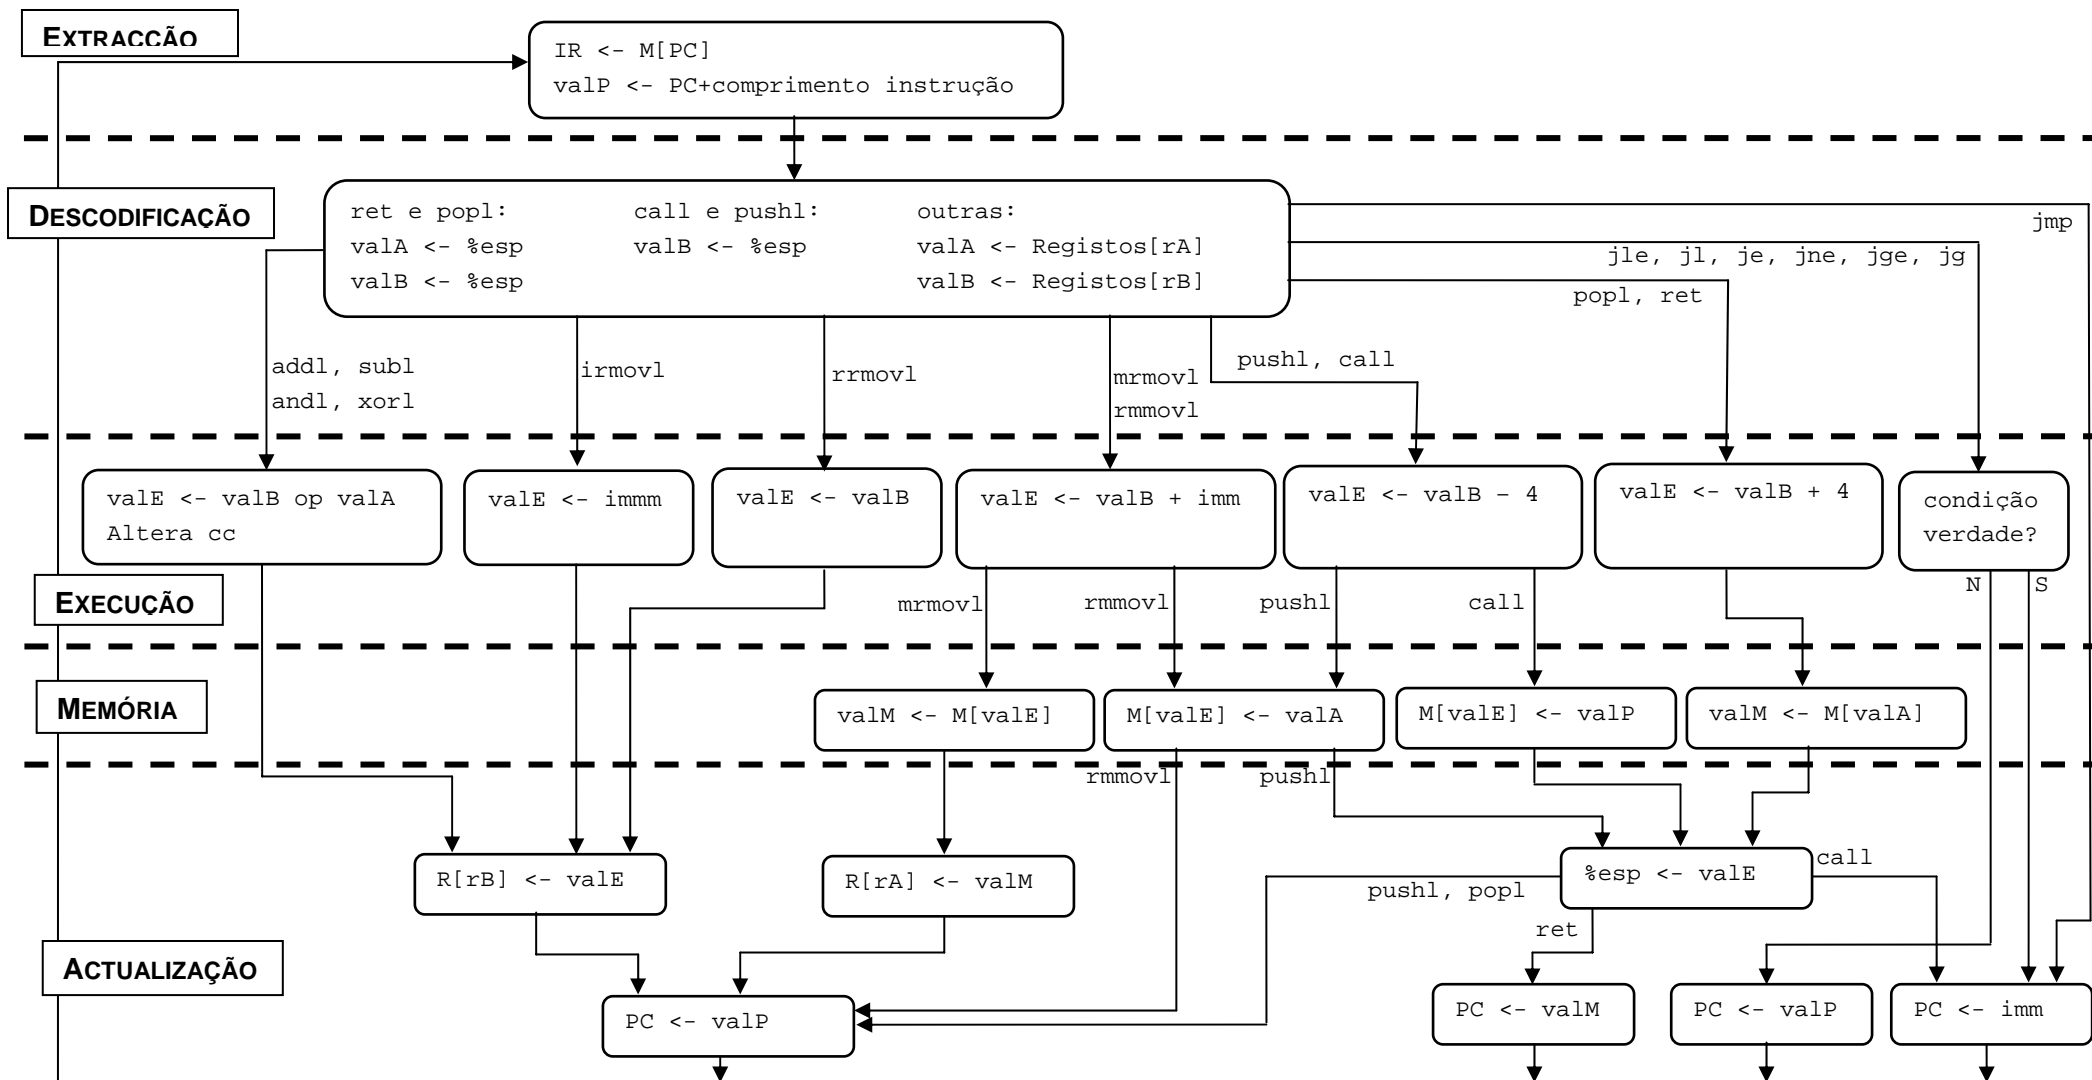 EXTRACCÃO
IR <- M[PC]
valP <- PC+comprimento instrução
DESCODIFICAÇÃO
ret e popl:
valA <- %esp
valB <- %esp
call e pushl:
valB <- %esp
outras:
valA <- Registos[rA]
valB <- Registos[rB]
jmp
jle, jl, je, jne, jge, jg
popl, ret
addl, subl
andl, xorl
irmovl
rrmovl
mrmovl
rmmovl
pushl, call
valE <- valB op valA
Altera cc
valE <- immm
valE <- valB
valE <- valB + imm
valE <- valB – 4
valE <- valB + 4
condição
verdade?
EXECUÇÃO
mrmovl
rmmovl
pushl
call
N
S
MEMÓRIA
valM <- M[valE]
M[valE] <- valA
M[valE] <- valP
valM <- M[valA]
rmmovl
pushl
R[rB] <- valE
R[rA] <- valM
%esp <- valE
call
pushl, popl
ret
ACTUALIZAÇÃO
PC <- valP
PC <- valM
PC <- valP
PC <- imm